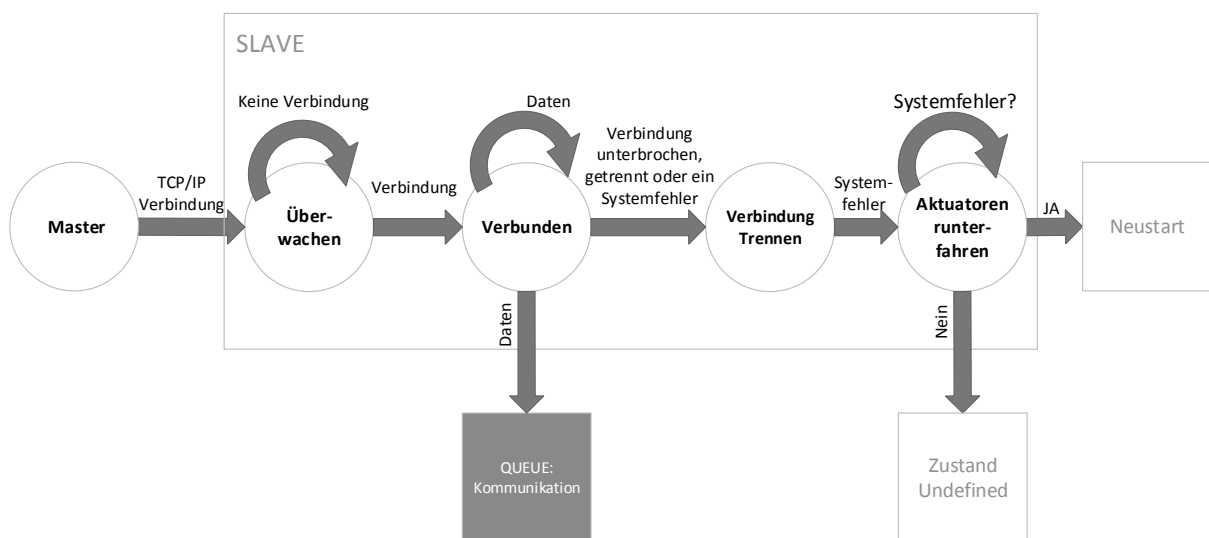 SLAVE
Keine Verbindung
Daten
Systemfehler?
Verbindung
unterbrochen,
getrennt oder ein
Systemfehler
TCP/IP
Verbindung
Verbindung
System-
fehler
JA
Master
Über-
wachen
Verbunden
Verbindung
Trennen
Aktuatoren
runter-
fahren
Neustart
Daten
Nein
QUEUE:
Kommunikation
Zustand
Undefined